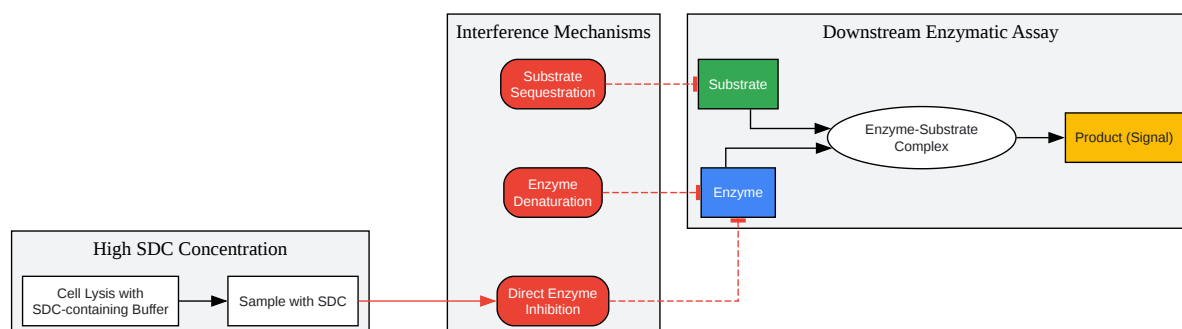 Interference Mechanisms
Downstream Enzymatic Assay
Substrate
Sequestration
Substrate
Enzyme-Substrate
Complex
Product (Signal)
Enzyme
Denaturation
Enzyme
High SDC Concentration
Cell Lysis with
SDC-containing Buffer
Sample with SDC
Direct Enzyme
Inhibition